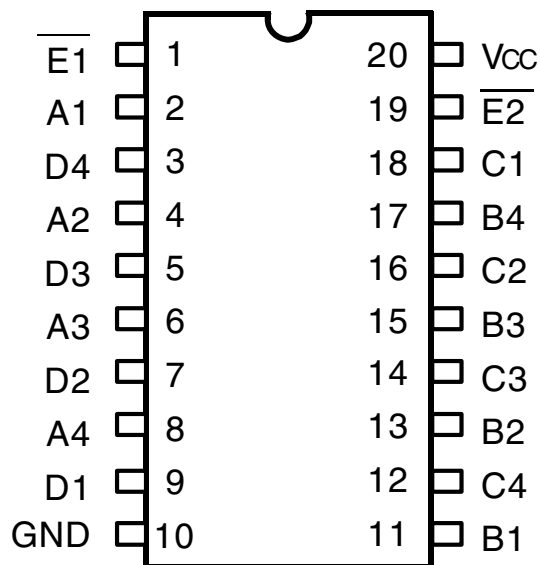 E1 1 20 Vcc
A1 2 19 E2
D4 3 18 C1
A2 4 17 B4
D3 5 16 C2
A3 6 15 B3
D2 7 14 C3
A4 8 13 B2
D1 9 12 C4
GND 10 11 B1